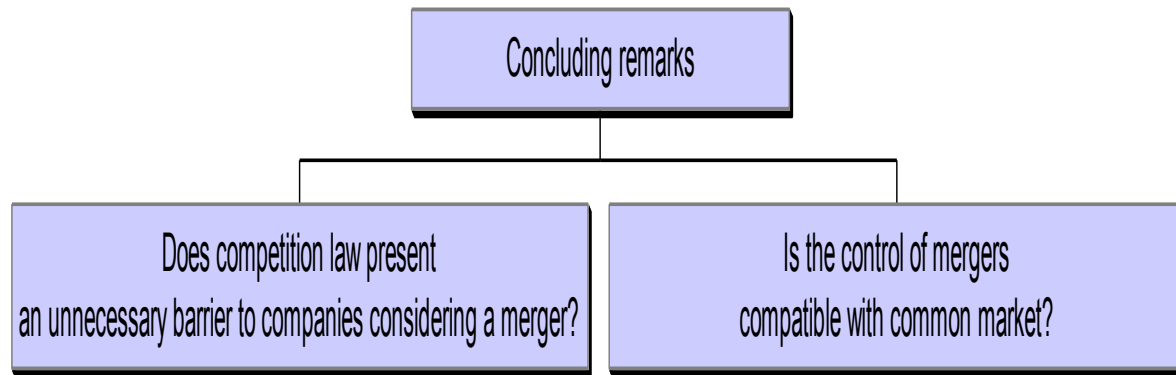 Concluding remarks
Does competition law present
an unnecessary barrier to companies considering a merger?
Is the control of mergers
compatible with common market?